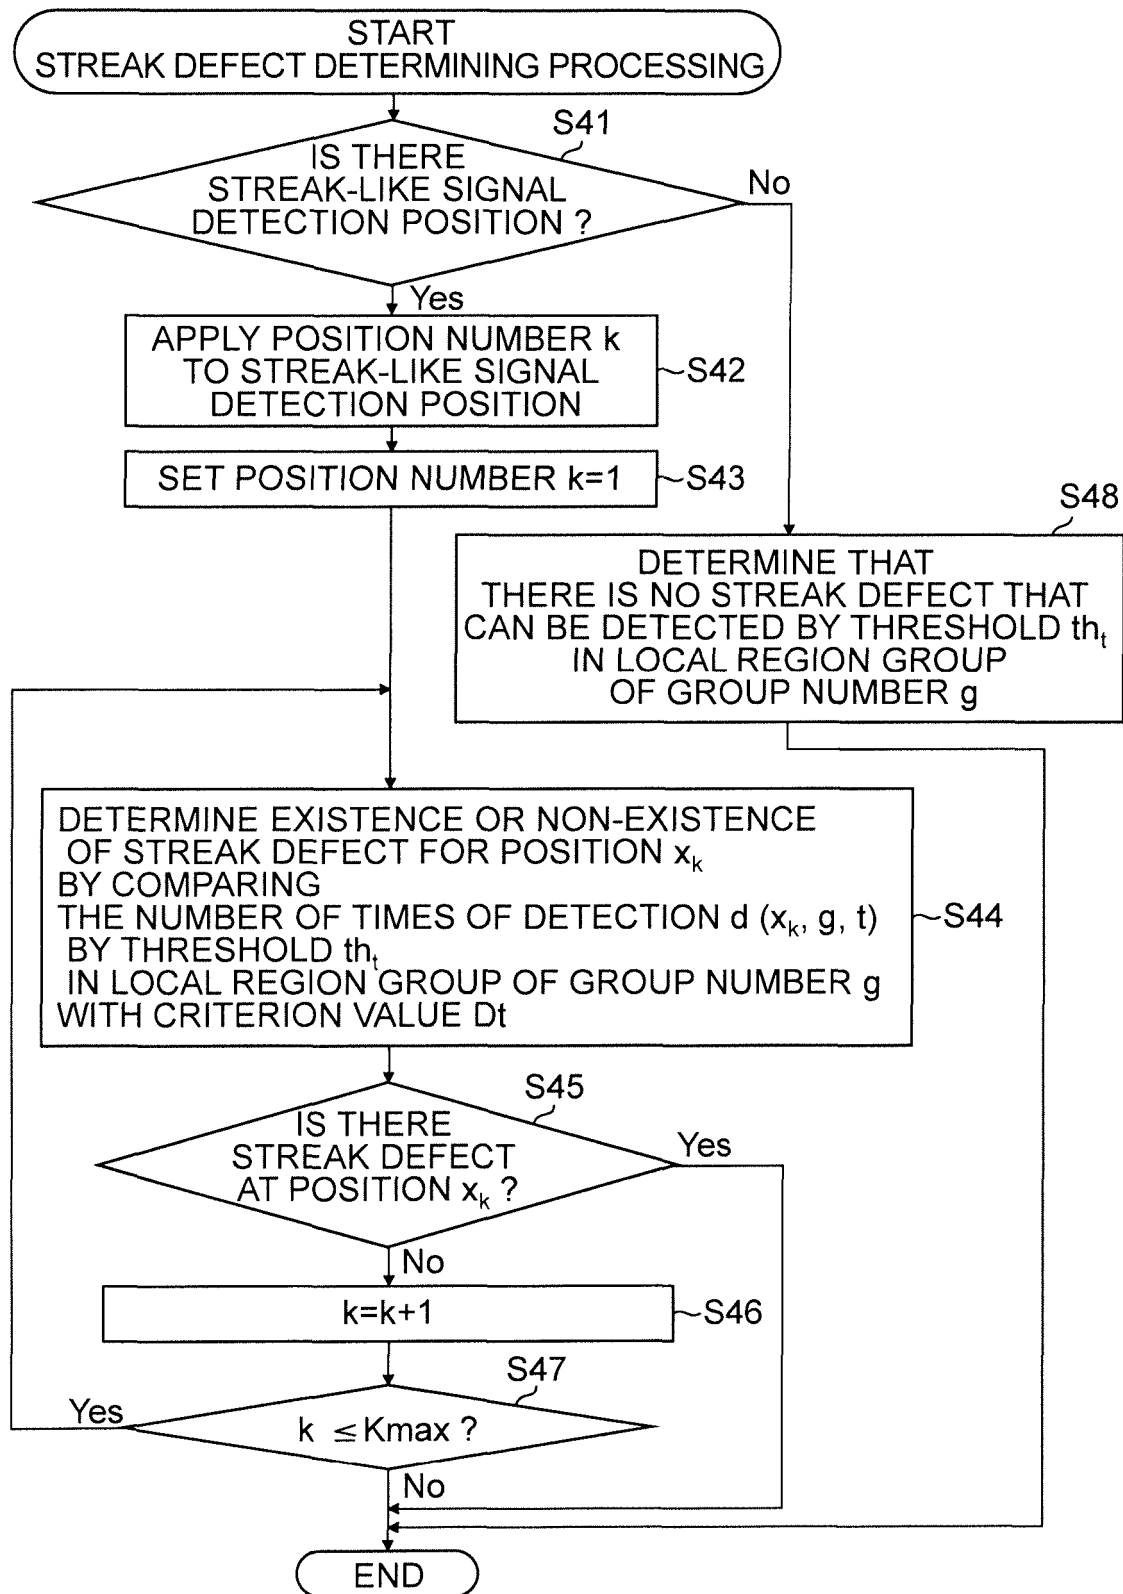 START
STREAK DEFECT DETERMINING PROCESSING
S41
IS THERE
STREAK-LIKE SIGNAL
DETECTION POSITION ?
No
Yes
APPLY POSITION NUMBER k
TO STREAK-LIKE SIGNAL
DETECTION POSITION
S42
SET POSITION NUMBER k=1
S43
S48
DETERMINE THAT
THERE IS NO STREAK DEFECT THAT
CAN BE DETECTED BY THRESHOLD th_t
IN LOCAL REGION GROUP
OF GROUP NUMBER g
DETERMINE EXISTENCE OR NON-EXISTENCE
OF STREAK DEFECT FOR POSITION x_k
BY COMPARING
THE NUMBER OF TIMES OF DETECTION d (x_k, g, t)
BY THRESHOLD th_t
IN LOCAL REGION GROUP OF GROUP NUMBER g
WITH CRITERION VALUE Dt
S44
S45
IS THERE
STREAK DEFECT
AT POSITION x_k ?
Yes
No
k=k+1
S46
S47
Yes
k ≤Kmax ?
No
END